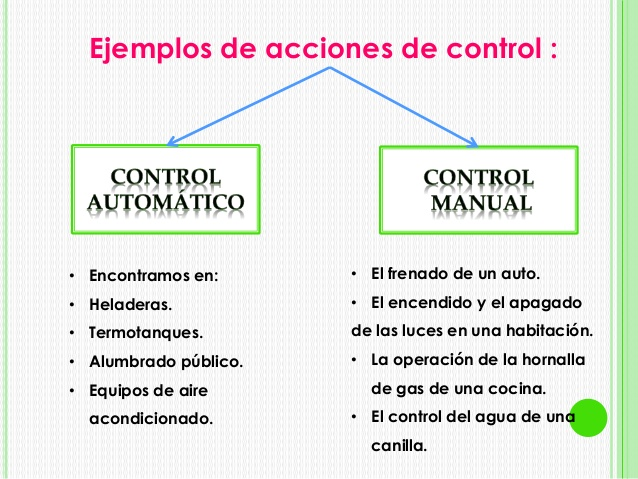 Ejemplos de acciones de control :
CONTROL
AUTOMÁTICO
• Encontramos en:
• Heladeras.
• Termotanques.
• Alumbrado público.
• Equipos de aire
acondicionado.
CONTROL
MANUAL
• El frenado de un auto.
• El encendido y el apagado
de las luces en una habitación.
• La operación de la hornalla
de gas de una cocina.
• El control del agua de una
canilla.